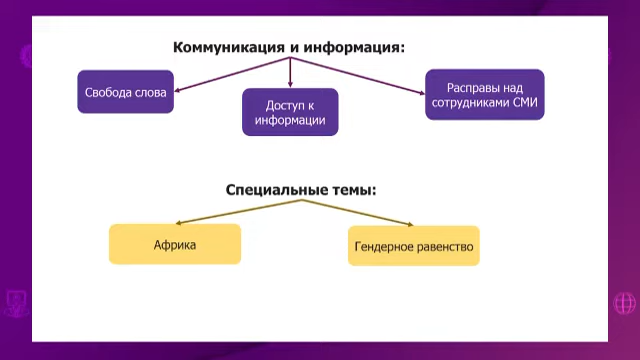 Коммуникация и информация:
Свобода слова
Доступ к
информации
Расправы над
сотрудниками СМИ
Специальные темы:
Африка
Гендерное равенство